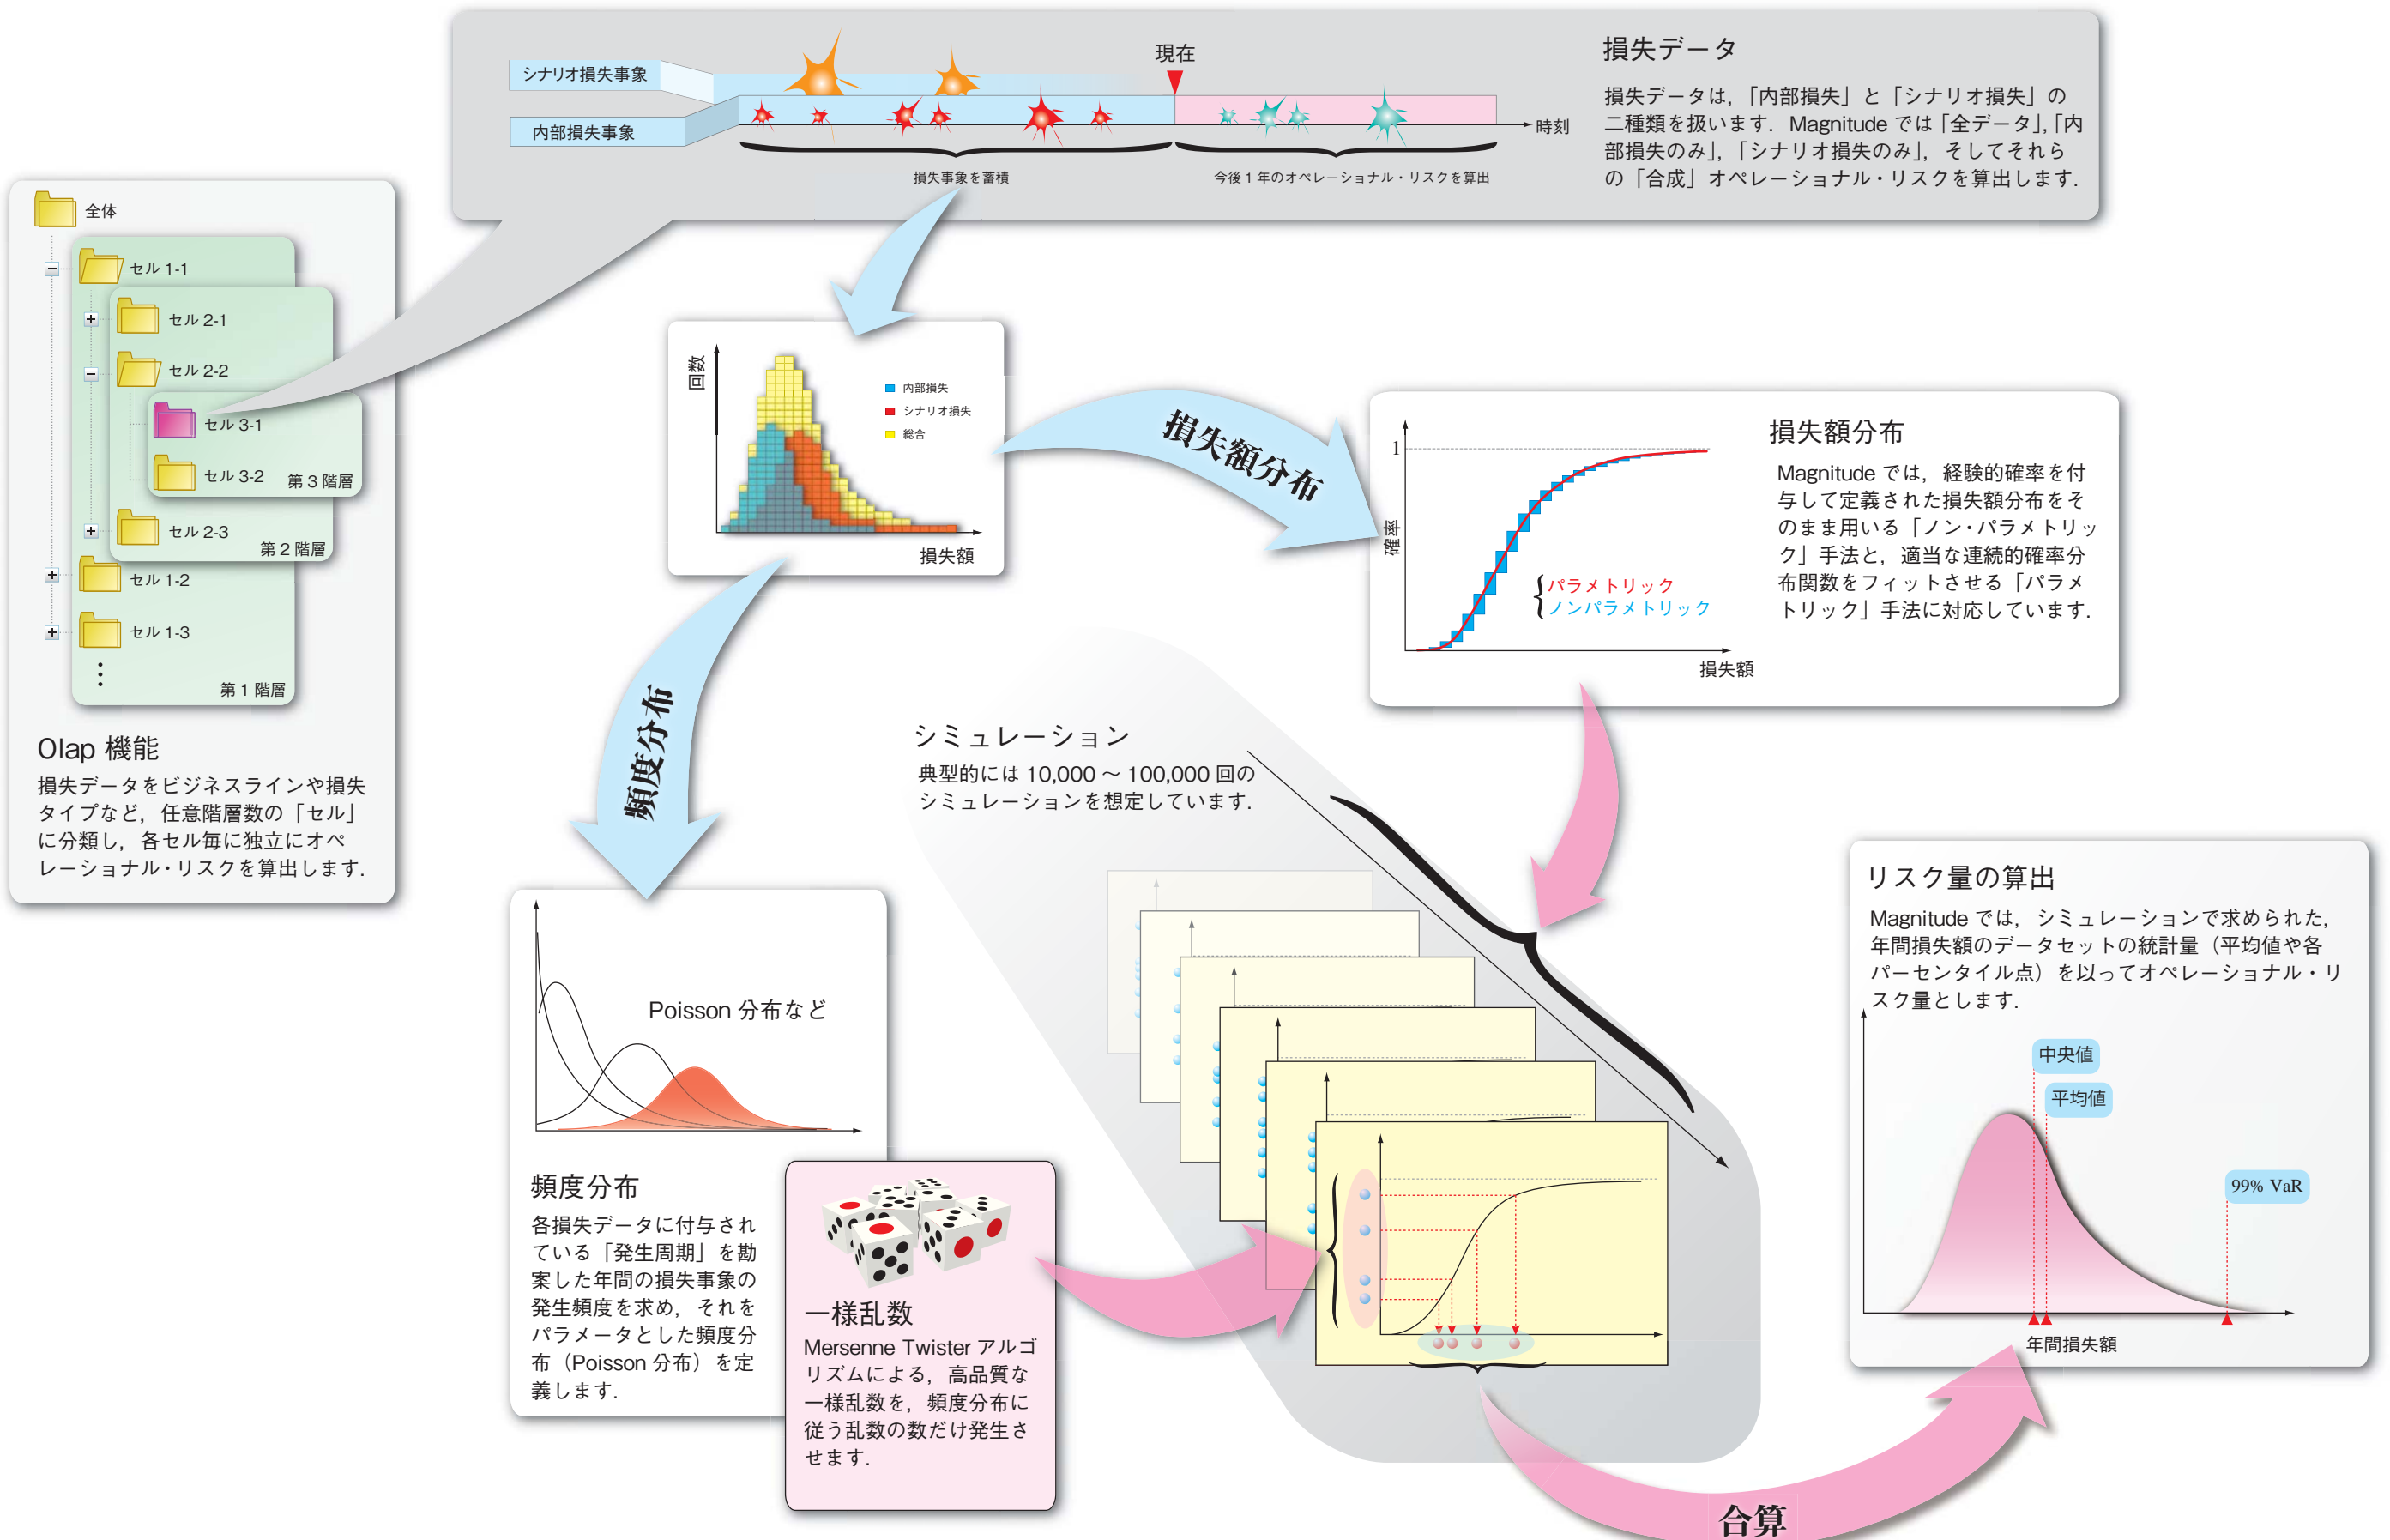 シナリオ損失事象
内部損失事象
現在
時刻
損失事象を蓄積
今後1年のオペレーショナル・リスクを算出
損失データ
損失データは，「内部損失」と「シナリオ損失」の
二種類を扱います．Magnitude では「全データ」，「内
部損失のみ」，「シナリオ損失のみ」，そしてそれら
の「合成」オペレーショナル・リスクを算出します．
全体
セル 1-1
セル 2-1
セル 2-2
セル 3-1
セル 3-2
第 3 階層
セル 2-3
第 2 階層
セル 1-2
セル 1-3
第 1 階層
Olap 機能
損失データをビジネスラインや損失
タイプなど，任意階層数の「セル」
に分類し，各セル毎に独立にオペ
レーショナル・リスクを算出します．
回数
内部損失
シナリオ損失
総合
損失額
損失額分布
1
確率
パラメトリック
ノンパラメトリック
損失額
損失額分布
Magnitude では，経験的確率を付
与して定義された損失額分布をそ
のまま用いる「ノン・パラメトリッ
ク」手法と，適当な連続的確率分
布関数をフィットさせる「パラメ
トリック」手法に対応しています．
頻度分布
シミュレーション
典型的には 10,000 ～ 100,000 回の
シミュレーションを想定しています．
Poisson 分布など
頻度分布
各損失データに付与され
ている「発生周期」を勘
案した年間の損失事象の
発生頻度を求め，それを
パラメータとした頻度分
布（Poisson 分布）を定
義します．
一様乱数
Mersenne Twister アルゴ
リズムによる，高品質な
一様乱数を，頻度分布に
従う乱数の数だけ発生さ
せます．
リスク量の算出
Magnitude では，シミュレーションで求められた，
年間損失額のデータセットの統計量（平均値や各
パーセンタイル点）を以ってオペレーショナル・リ
スク量とします．
中央値
平均値
99% VaR
年間損失額
合算